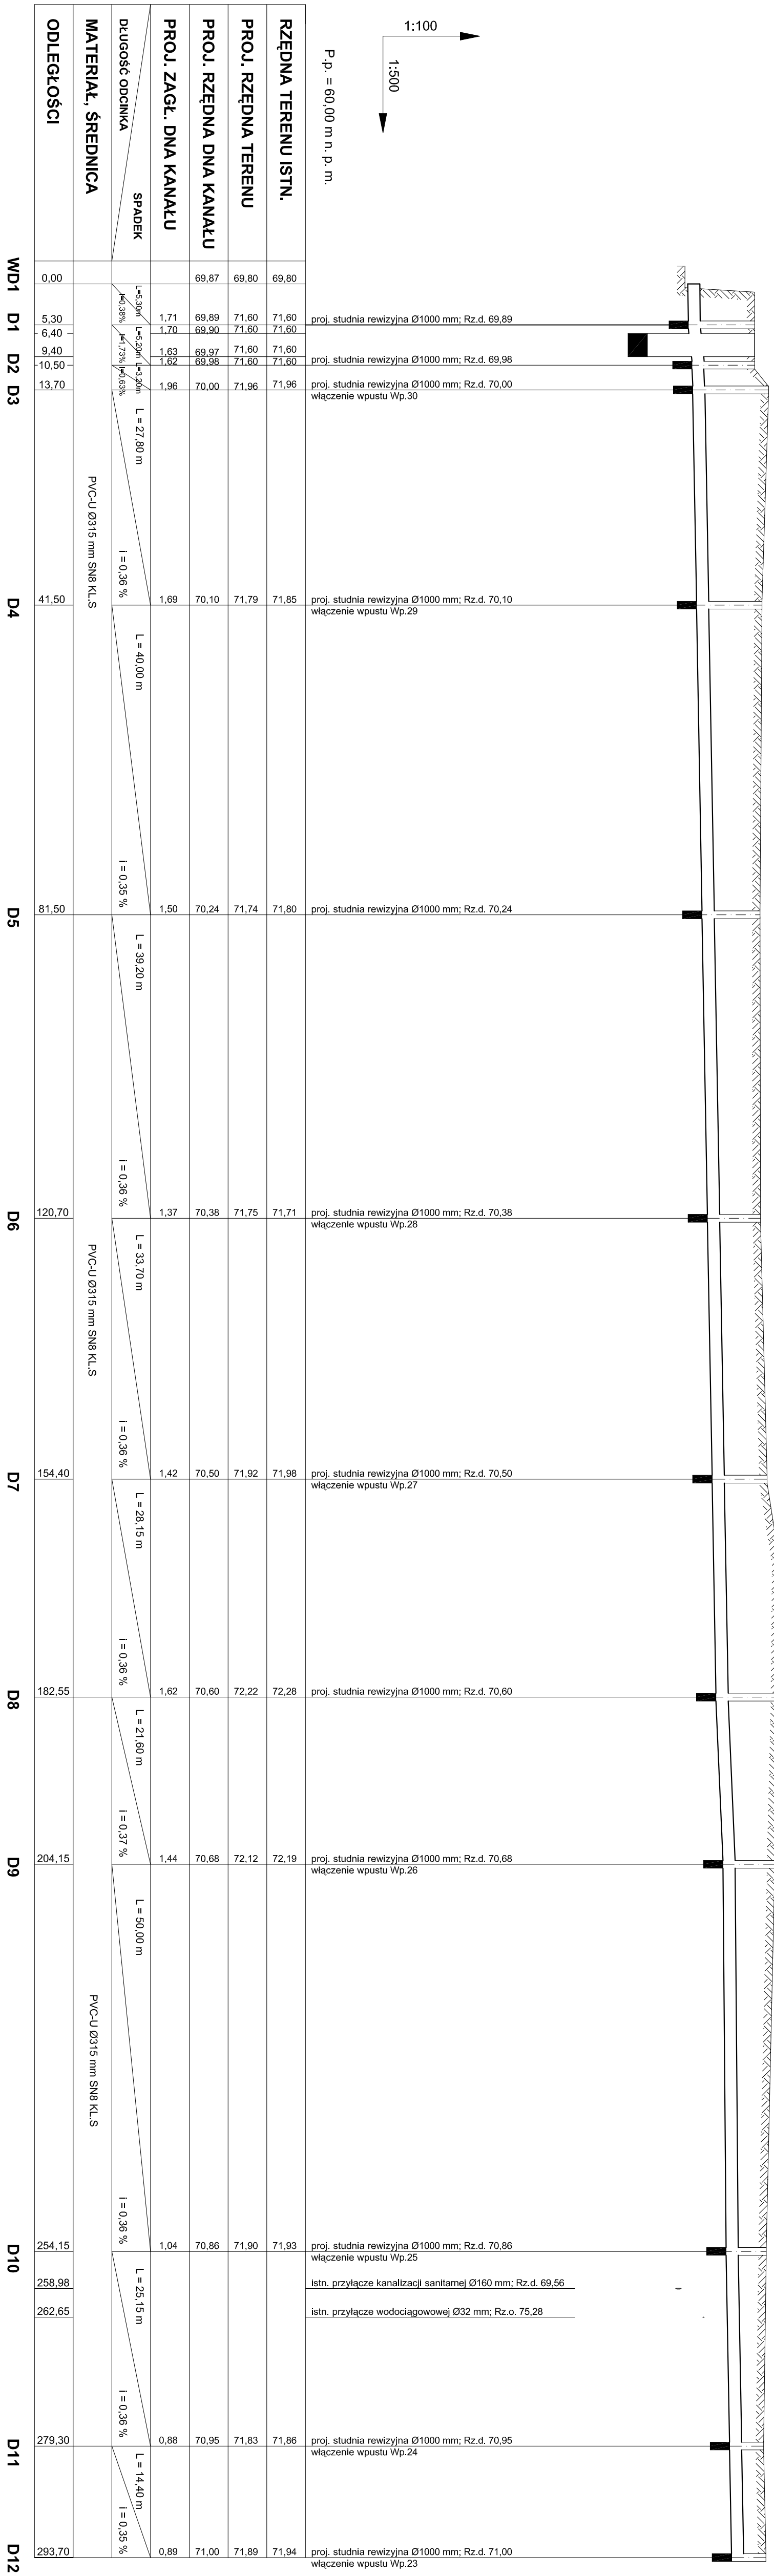 1:100
1:500
P.p. = 60,00 m n. p. m.
RZĘDNA TERENU ISTN.
PROJ. RZĘDNA TERENU
PROJ. RZĘDNA DNA KANAŁU
PROJ. ZAGŁ. DNA KANAŁU
SPADEK
DŁUGOŚĆ ODCINKA
MATERIAŁ, ŚREDNICA
ODLEGŁOŚCI
WD1
0,00 69,87 69,80 69,80
L=5,30m
i=0,38%
D1
5,30 1,71 69,89 71,60 71,60 proj. studnia rewizyjna Ø1000 mm; Rz.d. 69,89
6,40 1,70 69,90 71,60 71,60
L=5,20m
i=1,73%
9,40 1,63 69,97 71,60 71,60
D2
10,50 1,62 69,98 71,60 71,60 proj. studnia rewizyjna Ø1000 mm; Rz.d. 69,98
L=3,20m
i=0,63%
D3
13,70 1,96 70,00 71,96 71,96 proj. studnia rewizyjna Ø1000 mm; Rz.d. 70,00
włączenie wpustu Wp.30
L = 27,80 m
i = 0,36 %
PVC-U Ø315 mm SN8 KL.S
D4
41,50 1,69 70,10 71,79 71,85 proj. studnia rewizyjna Ø1000 mm; Rz.d. 70,10
włączenie wpustu Wp.29
L = 40,00 m
i = 0,35 %
D5
81,50 1,50 70,24 71,74 71,80 proj. studnia rewizyjna Ø1000 mm; Rz.d. 70,24
L = 39,20 m
i = 0,36 %
D6
120,70 1,37 70,38 71,75 71,71 proj. studnia rewizyjna Ø1000 mm; Rz.d. 70,38
włączenie wpustu Wp.28
L = 33,70 m
i = 0,36 %
PVC-U Ø315 mm SN8 KL.S
D7
154,40 1,42 70,50 71,92 71,98 proj. studnia rewizyjna Ø1000 mm; Rz.d. 70,50
włączenie wpustu Wp.27
L = 28,15 m
i = 0,36 %
D8
182,55 1,62 70,60 72,22 72,28 proj. studnia rewizyjna Ø1000 mm; Rz.d. 70,60
L = 21,60 m
i = 0,37 %
D9
204,15 1,44 70,68 72,12 72,19 proj. studnia rewizyjna Ø1000 mm; Rz.d. 70,68
włączenie wpustu Wp.26
L = 50,00 m
i = 0,36 %
PVC-U Ø315 mm SN8 KL.S
D10
254,15 1,04 70,86 71,90 71,93 proj. studnia rewizyjna Ø1000 mm; Rz.d. 70,86
włączenie wpustu Wp.25
258,98 istn. przyłącze kanalizacji sanitarnej Ø160 mm; Rz.d. 69,56
262,65 istn. przyłącze wodociągowowej Ø32 mm; Rz.o. 75,28
L = 25,15 m
i = 0,36 %
D11
279,30 0,88 70,95 71,83 71,86 proj. studnia rewizyjna Ø1000 mm; Rz.d. 70,95
włączenie wpustu Wp.24
L = 14,40 m
i = 0,35 %
D12
293,70 0,89 71,00 71,89 71,94 proj. studnia rewizyjna Ø1000 mm; Rz.d. 71,00
włączenie wpustu Wp.23